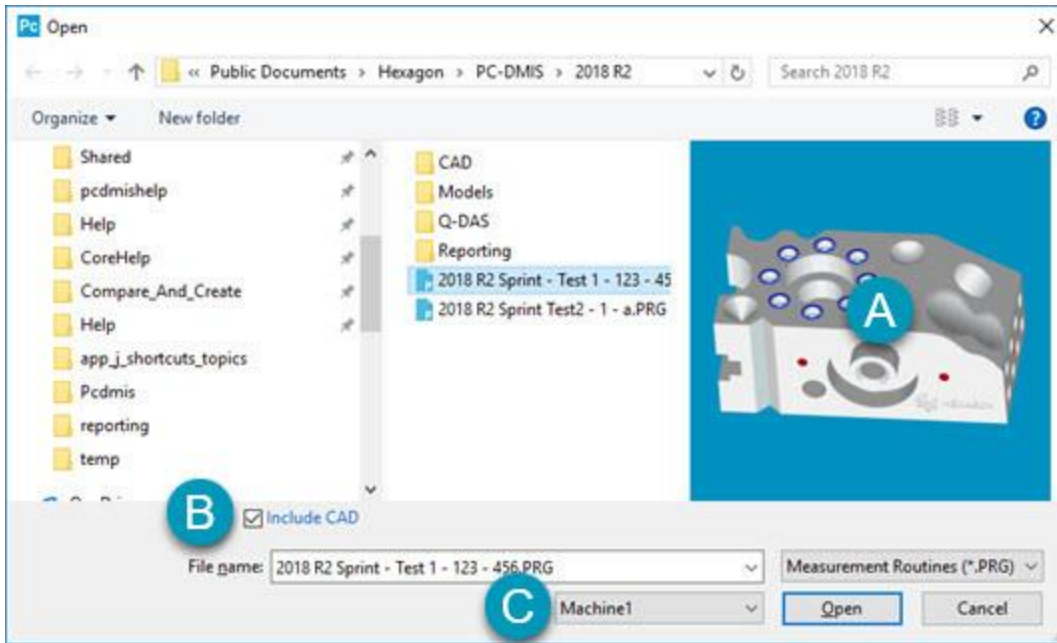 Pc Open
« Public Documents > Hexagon > PC-DMIS > 2018 R2
Search 2018 R2
Organize
New folder
?
Shared
pcdmishelp
Help
CoreHelp
Compare_And_Create
Help
app_j_shortcuts_topics
Pcdmis
reporting
temp
CAD
Models
Q-DAS
Reporting
2018 R2 Sprint - Test 1 - 123 - 45
2018 R2 Sprint Test2 - 1 - a.PRG
A
B
Include CAD
File name:
2018 R2 Sprint - Test 1 - 123 - 456.PRG
Measurement Routines (*.PRG)
C
Machine1
Open
Cancel